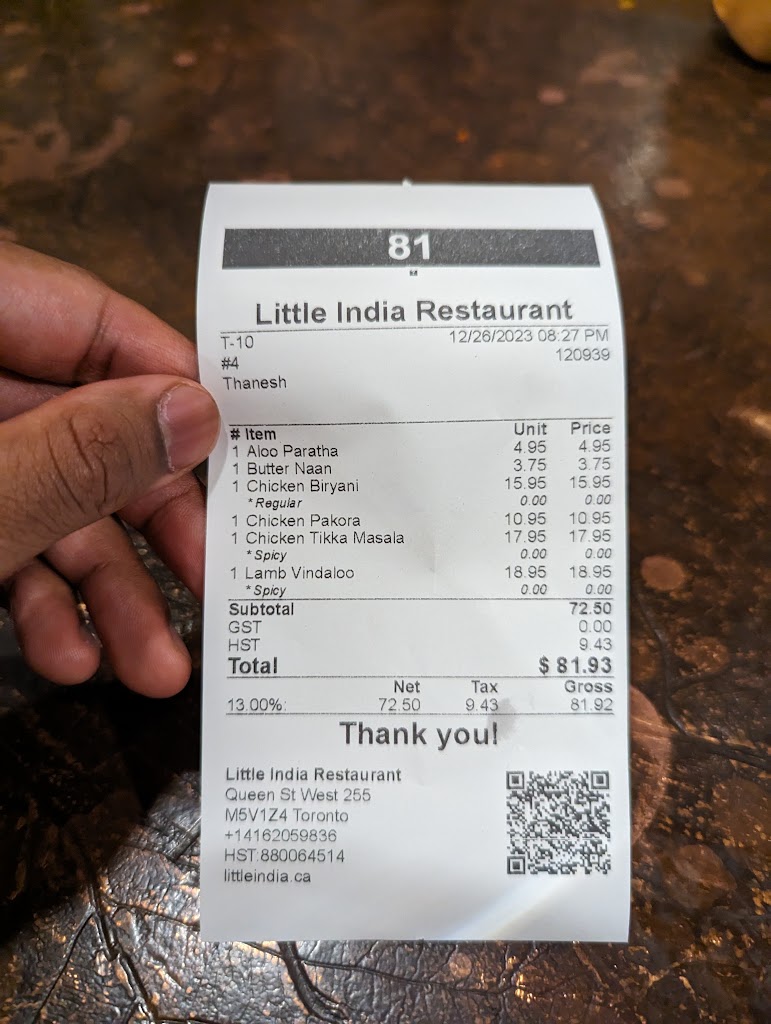 81
Little India Restaurant
T-10 12/26/2023 08:27 PM
#4 120939
Thanesh
# Item Unit Price
1 Aloo Paratha 4.95 4.95
1 Butter Naan 3.75 3.75
1 Chicken Biryani 15.95 15.95
* Regular 0.00 0.00
1 Chicken Pakora 10.95 10.95
1 Chicken Tikka Masala 17.95 17.95
* Spicy 0.00 0.00
1 Lamb Vindaloo 18.95 18.95
* Spicy 0.00 0.00
Subtotal 72.50
GST 0.00
HST 9.43
Total $ 81.93
Net Tax Gross
13.00%: 72.50 9.43 81.92
Thank you!
Little India Restaurant
Queen St West 255
M5V1Z4 Toronto
+14162059836
HST:880064514
littleindia.ca